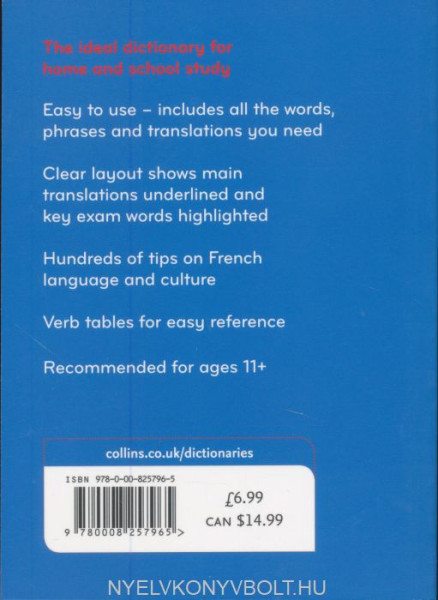 The ideal dictionary for
home and school study
Easy to use – includes all the words,
phrases and translations you need
Clear layout shows main
translations underlined and
key exam words highlighted
Hundreds of tips on French
language and culture
Verb tables for easy reference
Recommended for ages 11+
collins.co.uk/dictionaries
ISBN 978-0-00-825796-5
9 780008 257965 >
£6.99
CAN $14.99
NYELVKONYVBOLT.HU